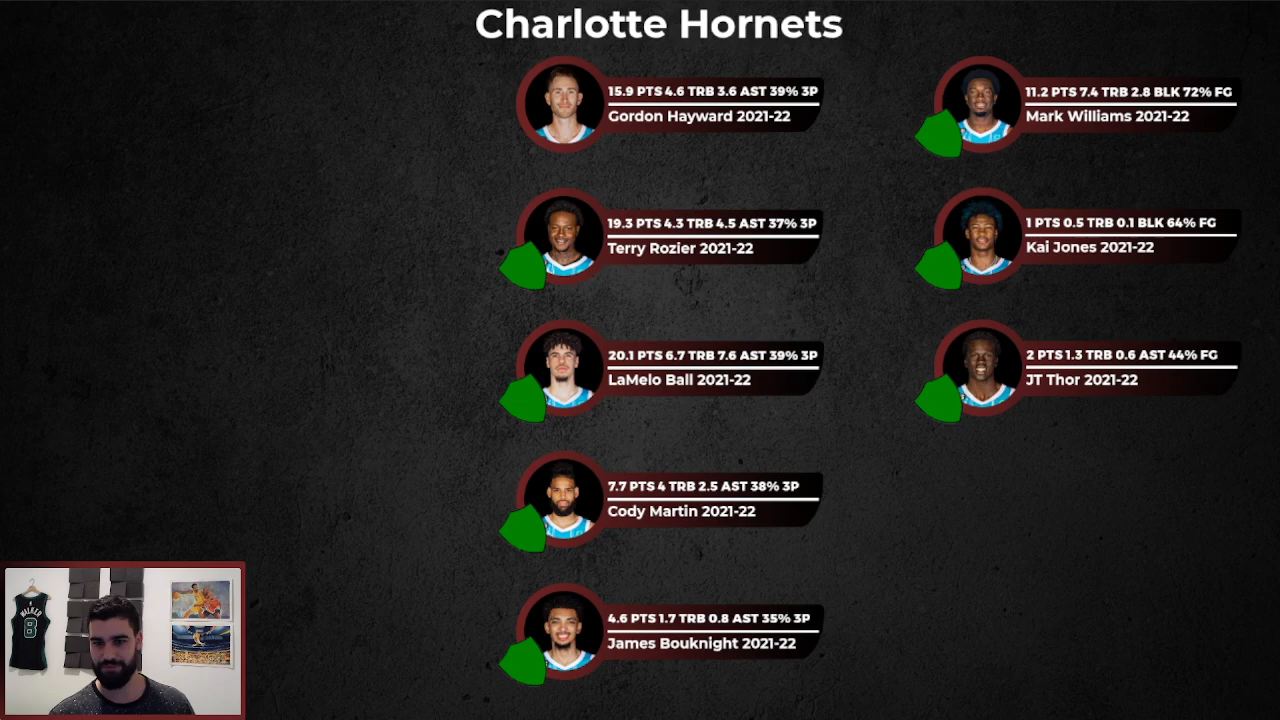 Charlotte Hornets
15.9 PTS 4.6 TRB 3.6 AST 39% 3P
Gordon Hayward 2021-22
19.3 PTS 4.3 TRB 4.5 AST 37% 3P
Terry Rozier 2021-22
20.1 PTS 6.7 TRB 7.6 AST 39% 3P
LaMelo Ball 2021-22
7.7 PTS 4 TRB 2.5 AST 38% 3P
Cody Martin 2021-22
4.6 PTS 1.7 TRB 0.8 AST 35% 3P
James Bouknight 2021-22
11.2 PTS 7.4 TRB 2.8 BLK 72% FG
Mark Williams 2021-22
1 PTS 0.5 TRB 0.1 BLK 64% FG
Kai Jones 2021-22
2 PTS 1.3 TRB 0.6 AST 44% FG
JT Thor 2021-22
WALKER
8